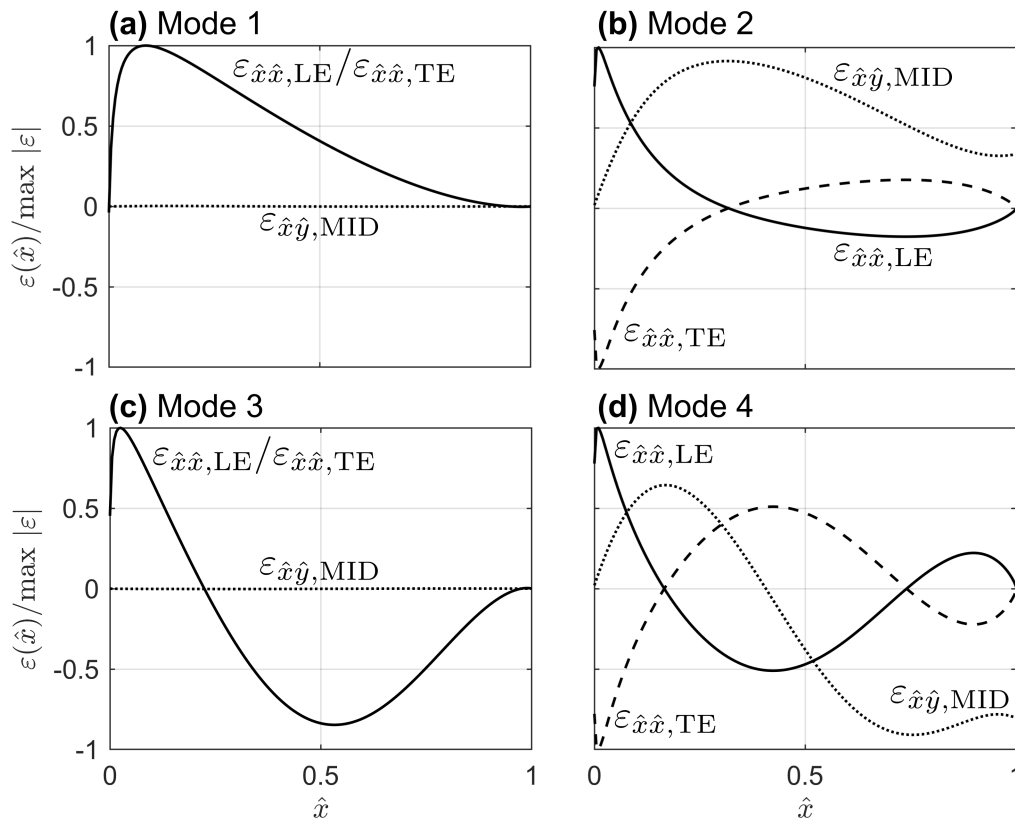 (a) Mode 1
(b) Mode 2
ε(x̂)/max |ε|
1
0.5
0
-0.5
-1
ε_{x̂x̂,LE}/ε_{x̂x̂,TE}
ε_{x̂ŷ,MID}
ε_{x̂ŷ,MID}
ε_{x̂x̂,LE}
ε_{x̂x̂,TE}
(c) Mode 3
(d) Mode 4
ε(x̂)/max |ε|
1
0.5
0
-0.5
-1
ε_{x̂x̂,LE}/ε_{x̂x̂,TE}
ε_{x̂ŷ,MID}
ε_{x̂x̂,LE}
ε_{x̂x̂,TE}
ε_{x̂ŷ,MID}
0 0.5 1
x̂
0 0.5
x̂